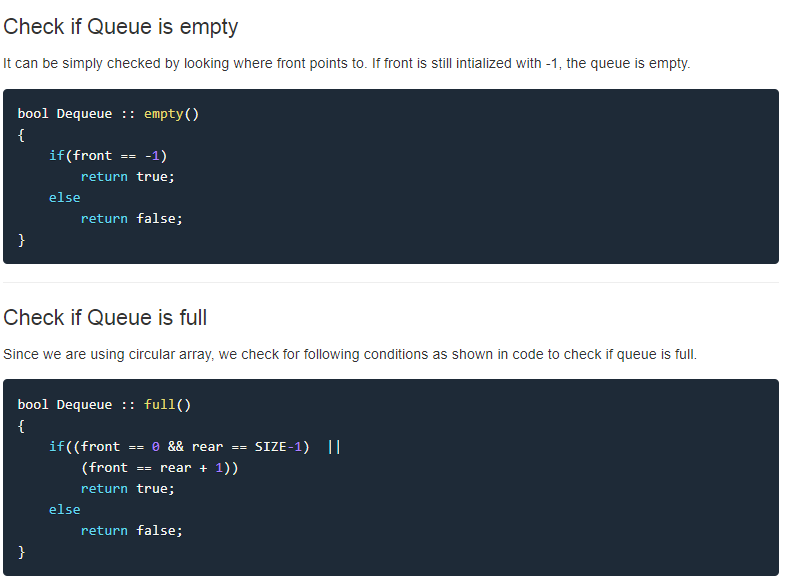 Check if Queue is empty
It can be simply checked by looking where front points to. If front is still intialized with -1, the queue is empty.
bool Dequeue :: empty()
{
    if(front == -1)
        return true;
    else
        return false;
}
Check if Queue is full
Since we are using circular array, we check for following conditions as shown in code to check if queue is full.
bool Dequeue :: full()
{
    if((front == 0 && rear == SIZE-1)  ||
        (front == rear + 1))
        return true;
    else
        return false;
}